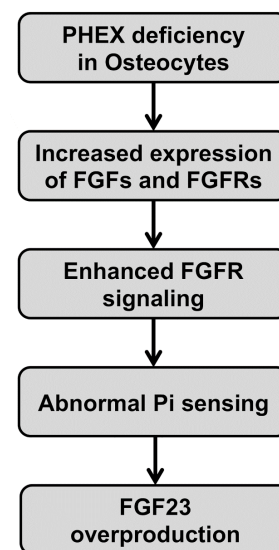 PHEX deficiency
in Osteocytes
Increased expression
of FGFs and FGFRs
Enhanced FGFR
signaling
Abnormal Pi sensing
FGF23
overproduction